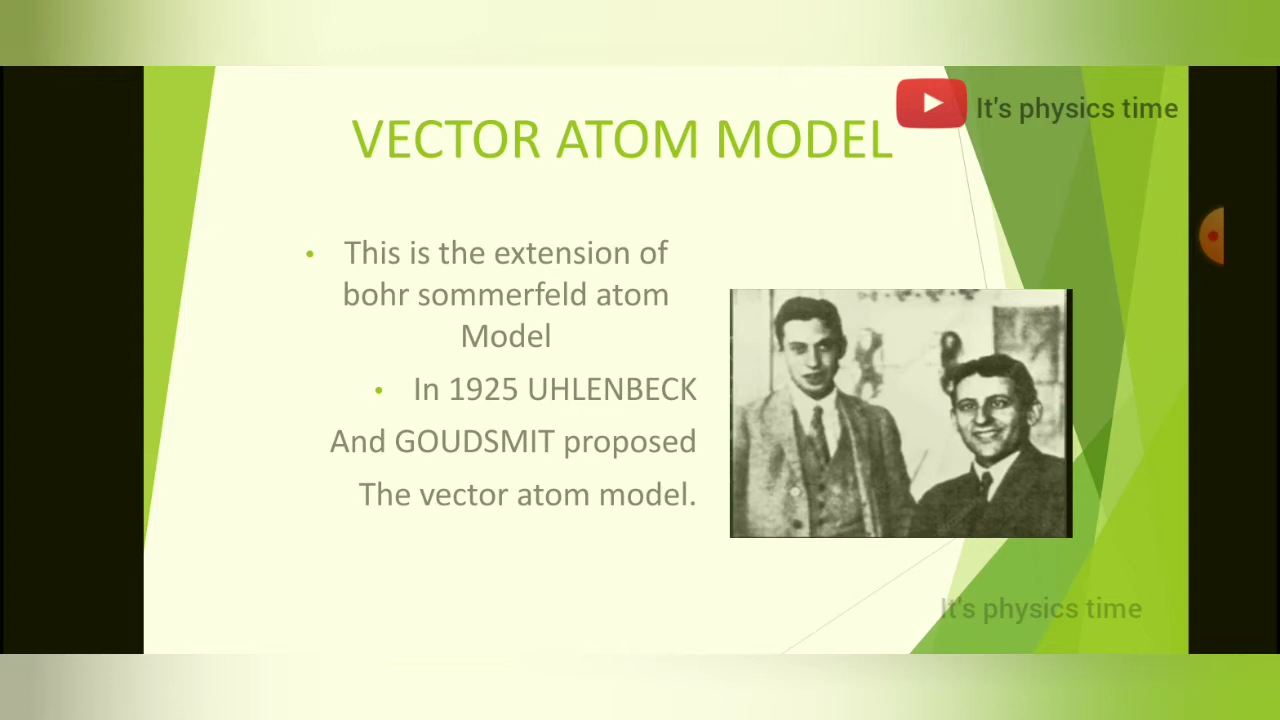 It's physics time
VECTOR ATOM MODEL
• This is the extension of
bohr sommerfeld atom
Model
• In 1925 UHLENBECK
And GOUDSMIT proposed
The vector atom model.
It's physics time